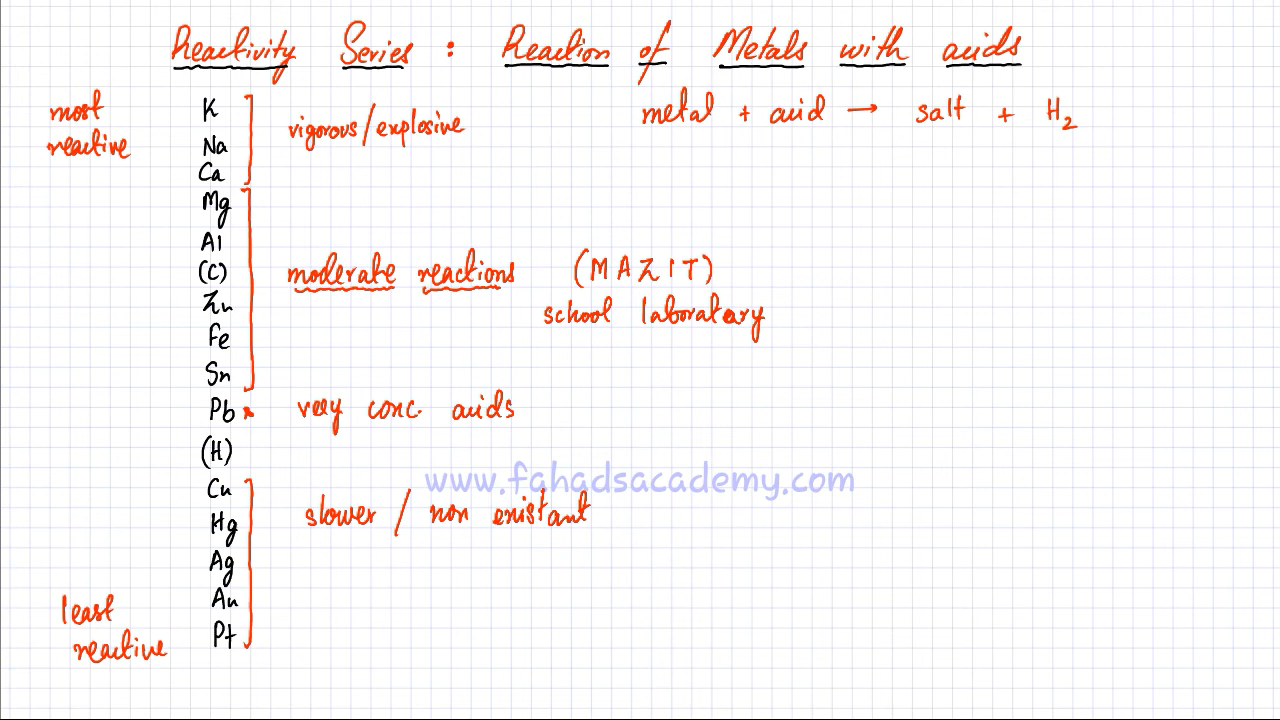 Reactivity Series : Reaction of Metals with acids
most reactive
K
Na
Ca
vigorous/explosive
metal + acid → salt + H₂
Mg
Al
(C)
Zn
Fe
Sn
moderate reactions (MAZIT)
school laboratory
Pb
very conc. acids
(H)
www.fahadsacademy.com
Cu
Hg
Ag
Au
Pt
slower / non existant
least reactive